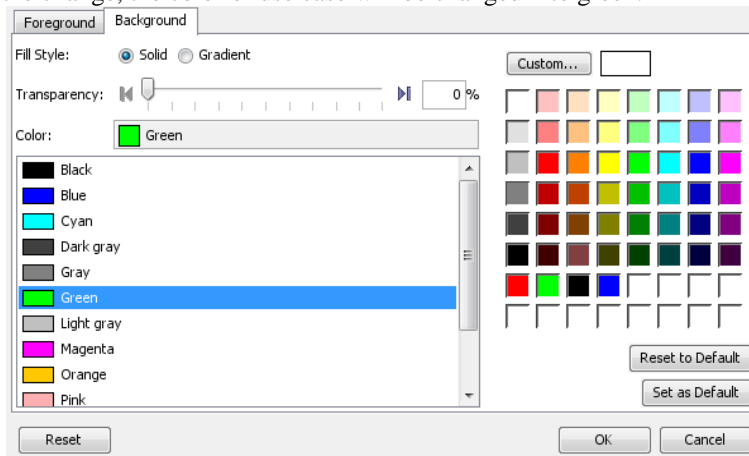 Foreground Background
Fill Style: Solid Gradient
Custom...
Transparency: 0 %
Color: Green
Black
Blue
Cyan
Dark gray
Gray
Green
Light gray
Magenta
Orange
Pink
Reset to Default
Set as Default
Reset OK Cancel